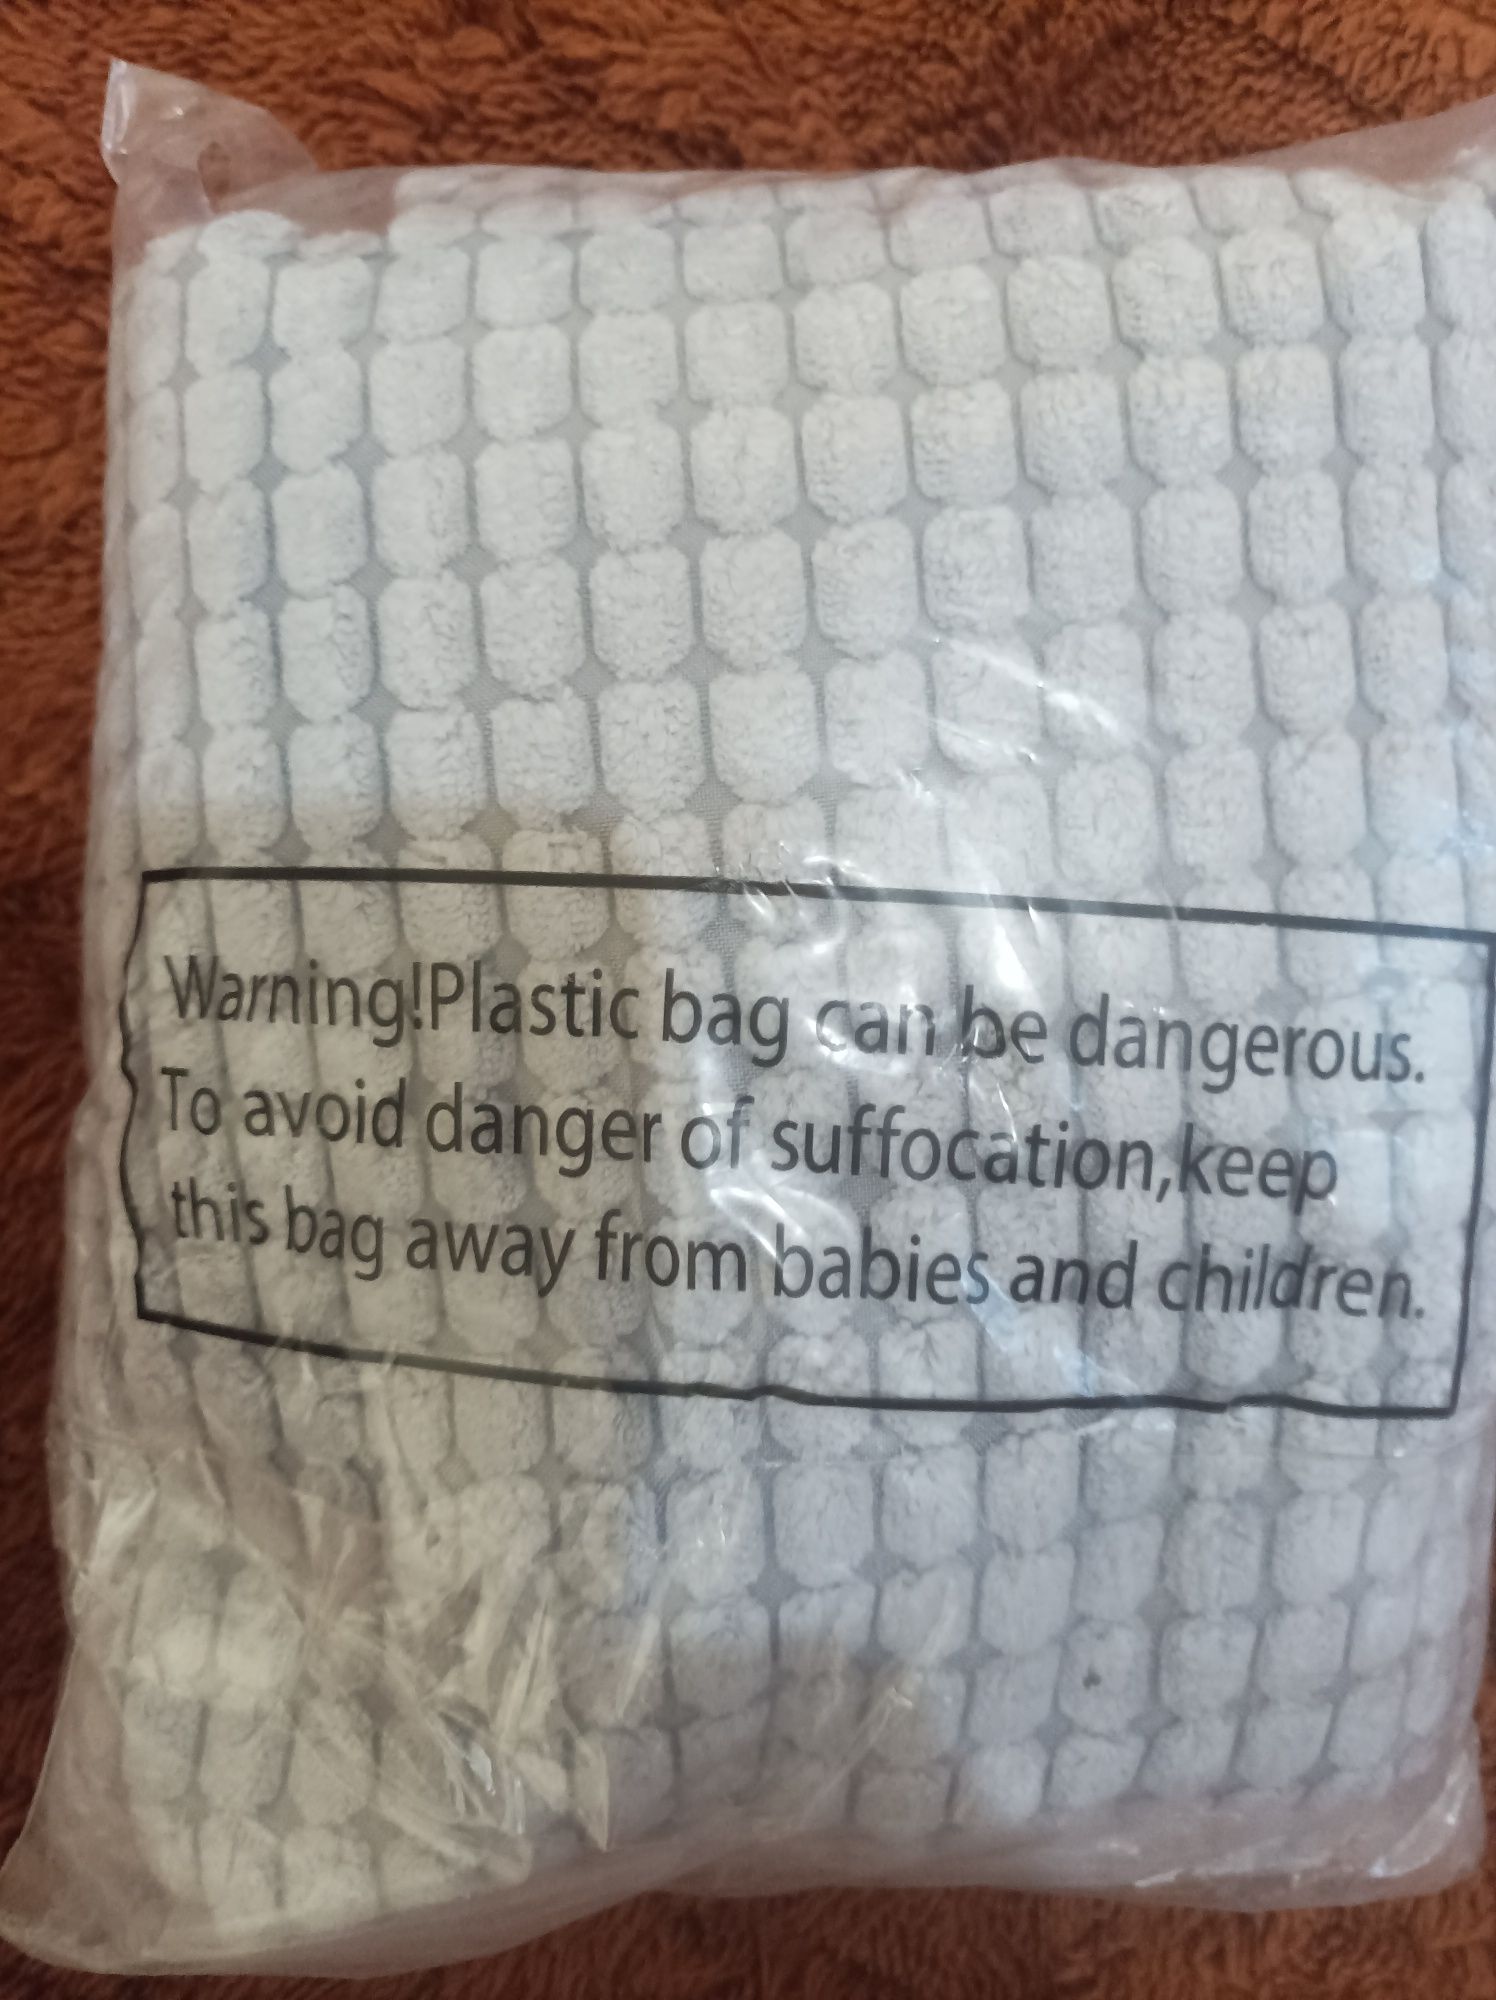 Warning!Plastic bag can be dangerous.
To avoid danger of suffocation,keep
this bag away from babies and children.